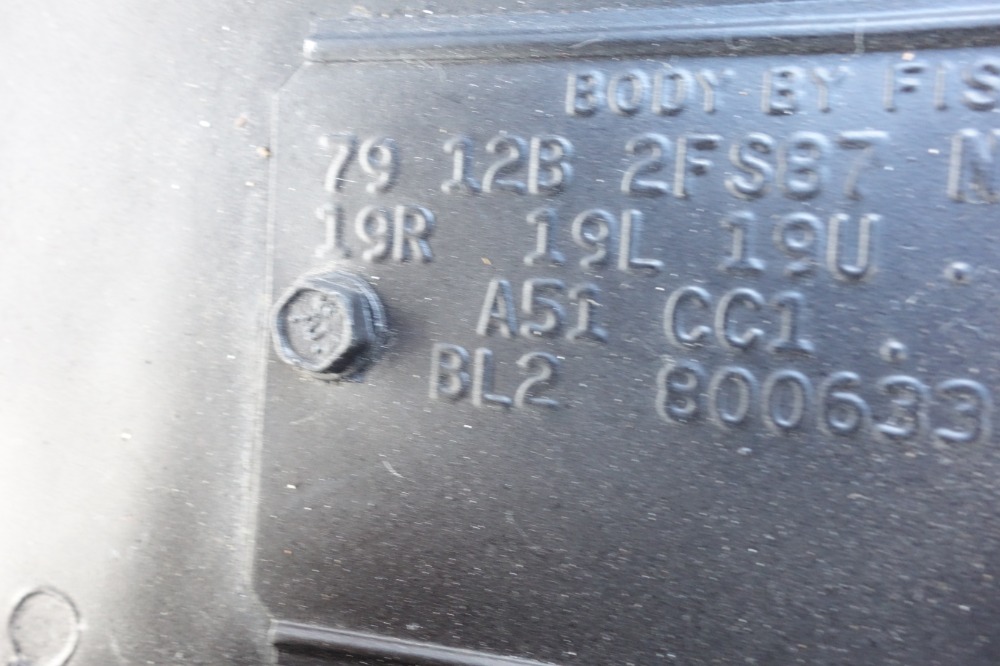 BODY BY FIS
79 12B 2FS87 N
19R 19L 19U .
A51 CC1 .
BL2 800633